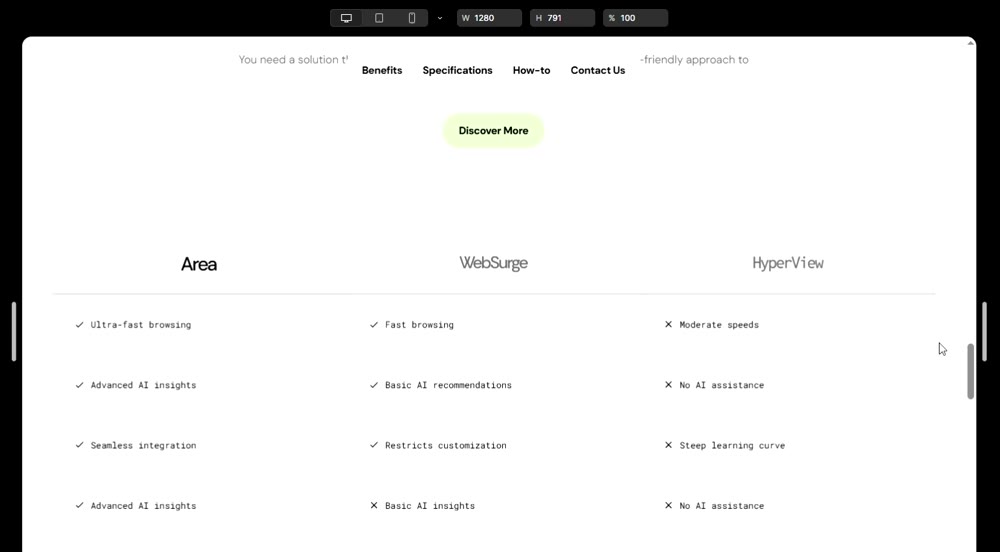 W 1280 H 791 % 100
You need a solution th -friendly approach to
Benefits Specifications How-to Contact Us
Discover More
Area WebSurge HyperView
Ultra-fast browsing Fast browsing Moderate speeds
Advanced AI insights Basic AI recommendations No AI assistance
Seamless integration Restricts customization Steep learning curve
Advanced AI insights Basic AI insights No AI assistance